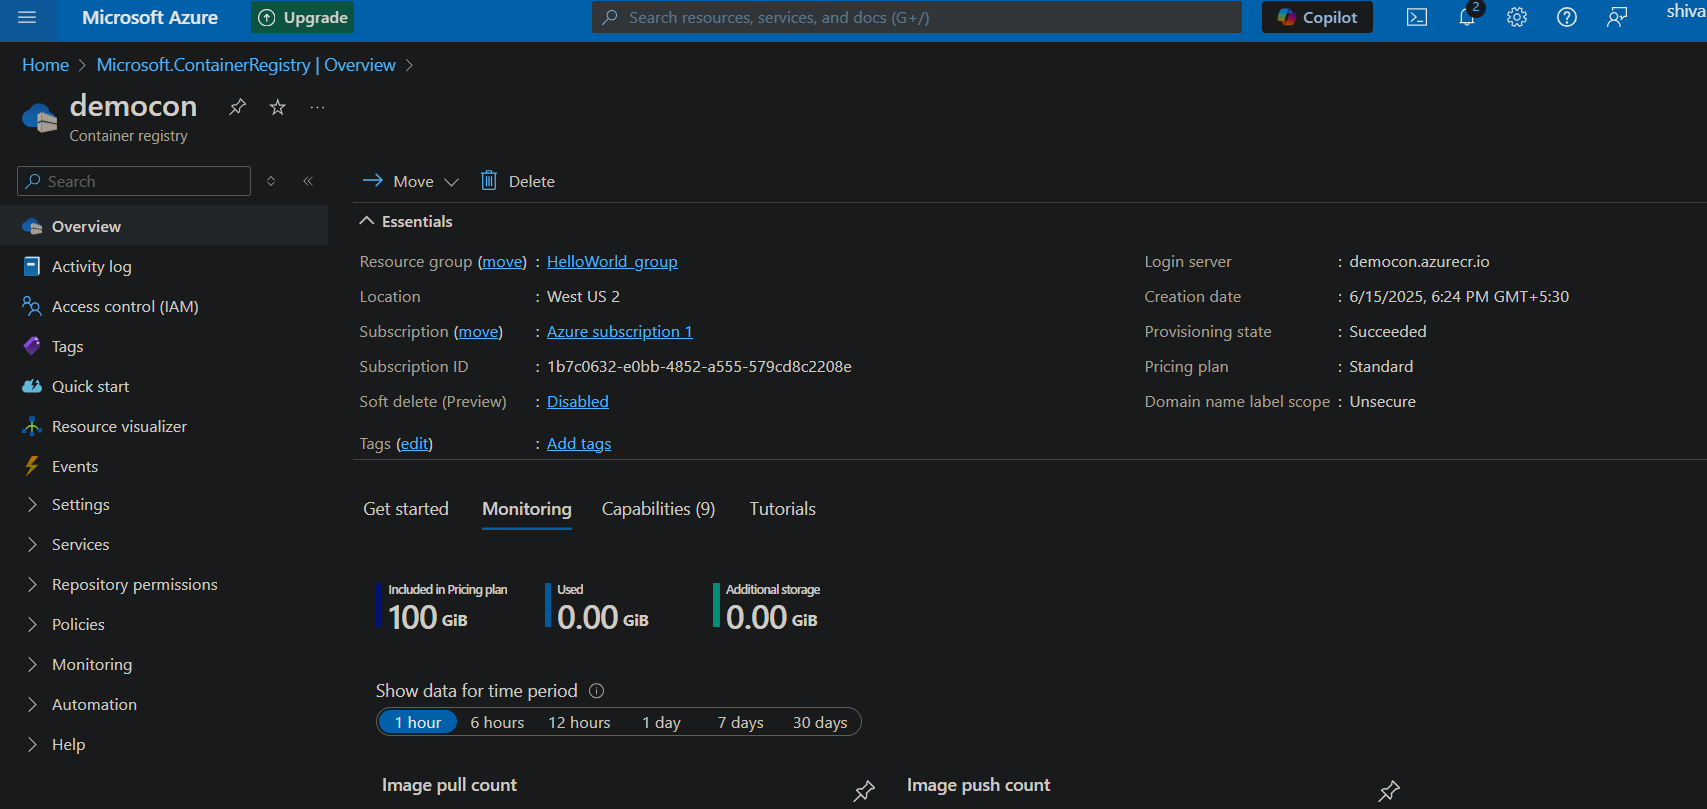 Microsoft Azure
Upgrade
Search resources, services, and docs (G+/)
Copilot
2
shiva
Home > Microsoft.ContainerRegistry | Overview >
democon
Container registry
Search
Overview
Activity log
Access control (IAM)
Tags
Quick start
Resource visualizer
Events
Settings
Services
Repository permissions
Policies
Monitoring
Automation
Help
Move
Delete
Essentials
Resource group (move) : HelloWorld_group
Location : West US 2
Subscription (move) : Azure subscription 1
Subscription ID : 1b7c0632-e0bb-4852-a555-579cd8c2208e
Soft delete (Preview) : Disabled
Tags (edit) : Add tags
Login server : democon.azurecr.io
Creation date : 6/15/2025, 6:24 PM GMT+5:30
Provisioning state : Succeeded
Pricing plan : Standard
Domain name label scope : Unsecure
Get started
Monitoring
Capabilities (9)
Tutorials
Included in Pricing plan
100 GiB
Used
0.00 GiB
Additional storage
0.00 GiB
Show data for time period
1 hour
6 hours
12 hours
1 day
7 days
30 days
Image pull count
Image push count